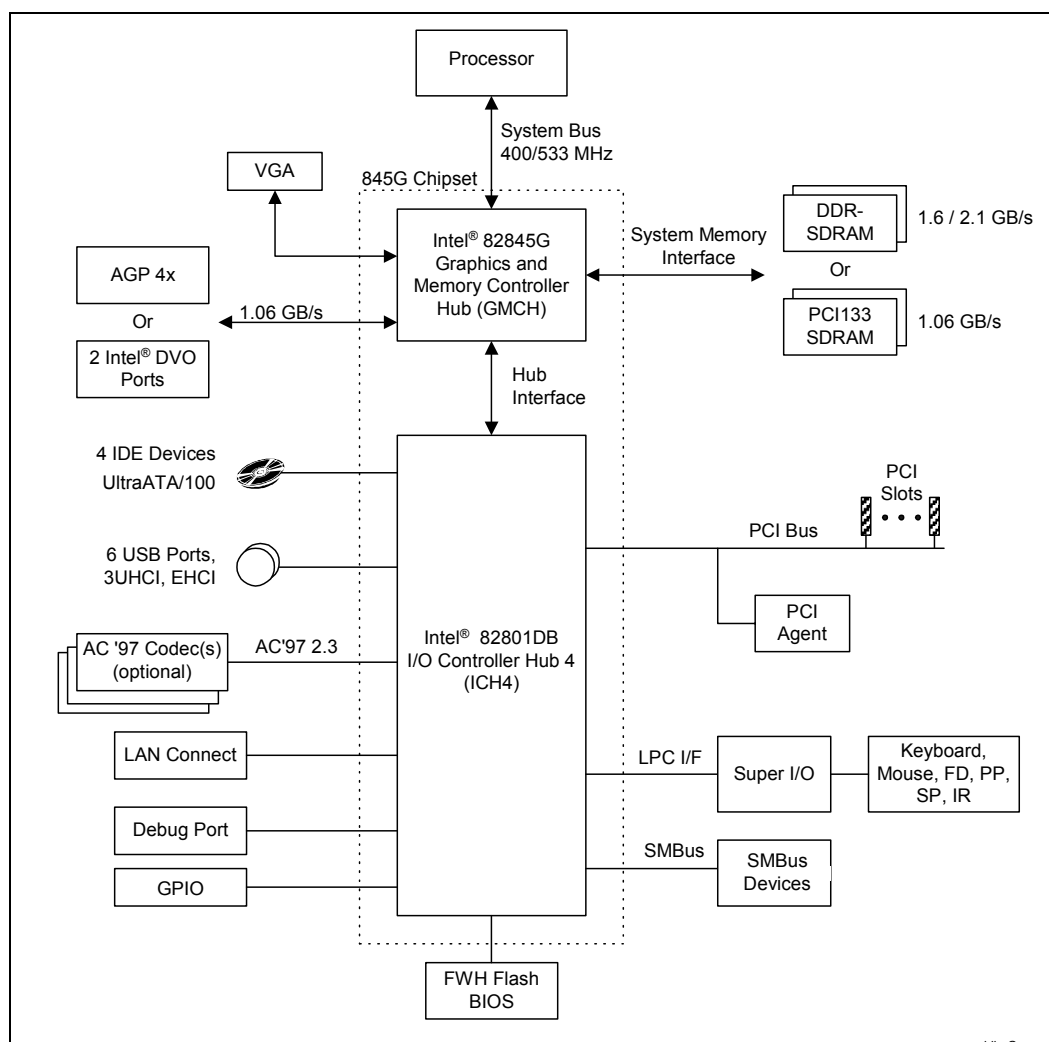 Processor
System Bus
400/533 MHz
VGA
845G Chipset
Intel® 82845G
Graphics and
Memory Controller
Hub (GMCH)
System Memory
Interface
DDR-
SDRAM
1.6 / 2.1 GB/s
Or
PCI133
SDRAM
1.06 GB/s
AGP 4x
Or
2 Intel® DVO
Ports
1.06 GB/s
Hub
Interface
4 IDE Devices
UltraATA/100
6 USB Ports,
3UHCI, EHCI
AC '97 Codec(s)
(optional)
AC'97 2.3
LAN Connect
Debug Port
GPIO
Intel® 82801DB
I/O Controller Hub 4
(ICH4)
PCI
Slots
PCI Bus
PCI
Agent
LPC I/F
Super I/O
Keyboard,
Mouse, FD, PP,
SP, IR
SMBus
SMBus
Devices
FWH Flash
BIOS